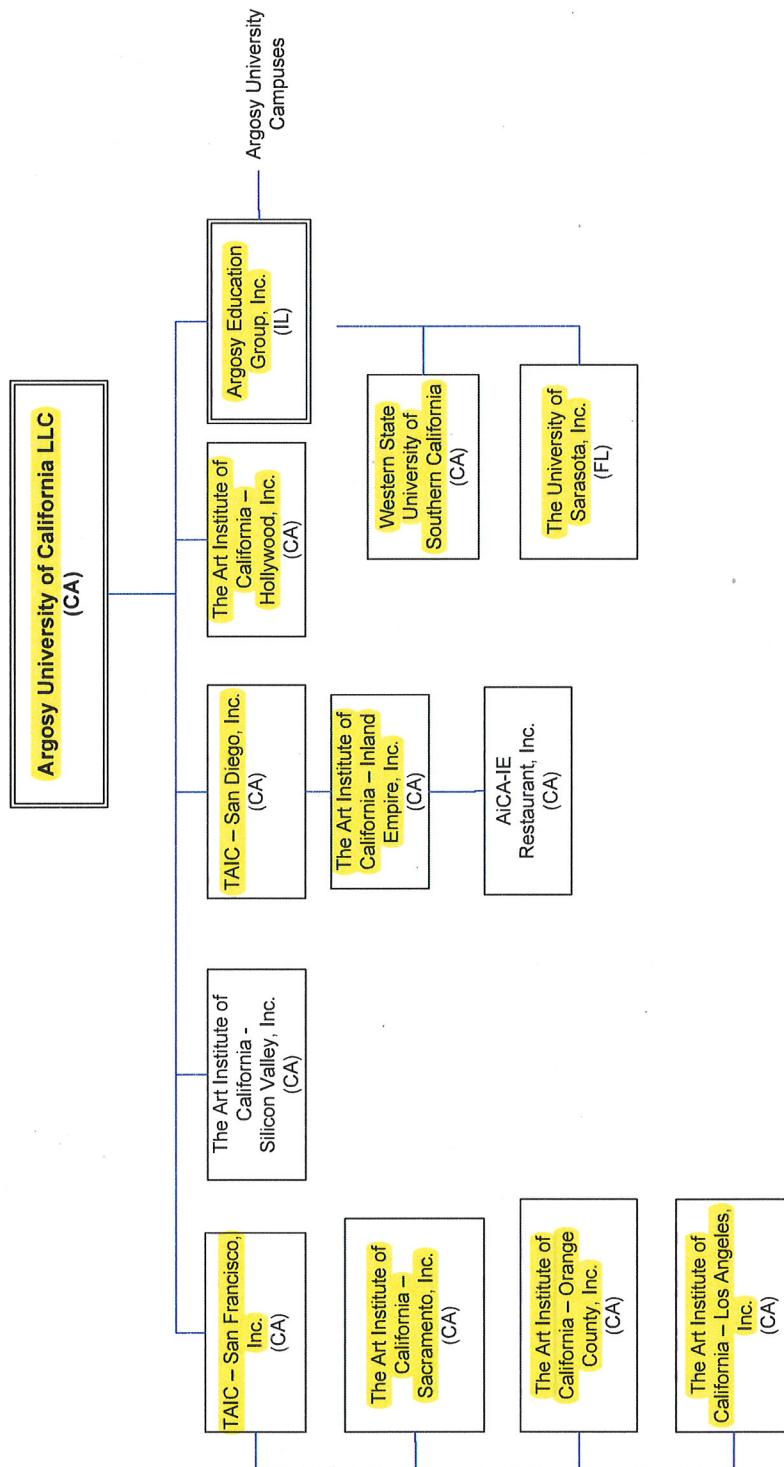 Argosy University of California LLC
(CA)
TAIC – San Francisco,
Inc.
(CA)
The Art Institute of
California -
Silicon Valley, Inc.
(CA)
TAIC – San Diego, Inc.
(CA)
The Art Institute of
California –
Hollywood, Inc.
(CA)
Argosy Education
Group, Inc.
(IL)
Argosy University
Campuses
The Art Institute of
California –
Sacramento, Inc.
(CA)
The Art Institute of
California – Inland
Empire, Inc.
(CA)
Western State
University of
Southern California
(CA)
The Art Institute of
California – Orange
County, Inc.
(CA)
AiCA-IE
Restaurant, Inc.
(CA)
The University of
Sarasota, Inc.
(FL)
The Art Institute of
California – Los Angeles,
Inc.
(CA)